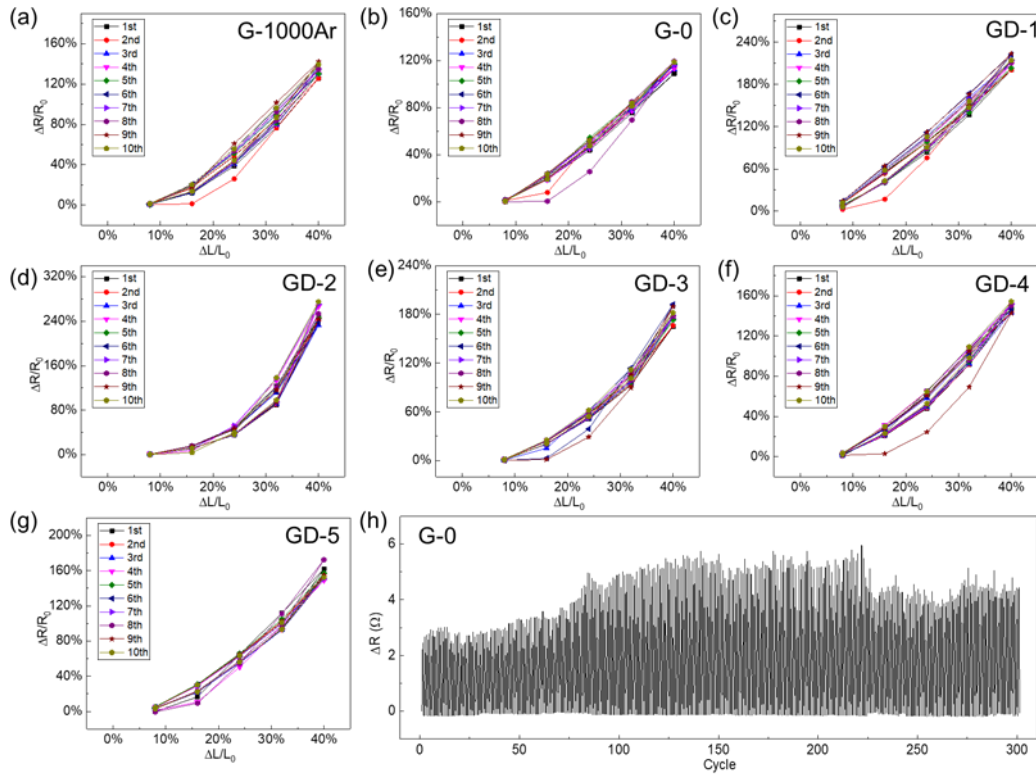 (a)
G-1000Ar
1st
2nd
3rd
4th
5th
6th
7th
8th
9th
10th
160%
120%
80%
40%
0%
ΔR/R0
0% 10% 20% 30% 40%
ΔL/L0
(b)
G-0
1st
2nd
3rd
4th
5th
6th
7th
8th
9th
10th
160%
120%
80%
40%
0%
ΔR/R0
0% 10% 20% 30% 40%
ΔL/L0
(c)
GD-1
1st
2nd
3rd
4th
5th
6th
7th
8th
9th
10th
240%
180%
120%
60%
0%
ΔR/R0
0% 10% 20% 30% 40%
ΔL/L0
(d)
GD-2
1st
2nd
3rd
4th
5th
6th
7th
8th
9th
10th
320%
240%
160%
80%
0%
ΔR/R0
0% 10% 20% 30% 40%
ΔL/L0
(e)
GD-3
1st
2nd
3rd
4th
5th
6th
7th
8th
9th
10th
240%
180%
120%
60%
0%
ΔR/R0
0% 10% 20% 30% 40%
ΔL/L0
(f)
GD-4
1st
2nd
3rd
4th
5th
6th
7th
8th
9th
10th
160%
120%
80%
40%
0%
ΔR/R0
0% 10% 20% 30% 40%
ΔL/L0
(g)
GD-5
1st
2nd
3rd
4th
5th
6th
7th
8th
9th
10th
200%
160%
120%
80%
40%
0%
ΔR/R0
0% 10% 20% 30% 40%
ΔL/L0
(h)
G-0
6
4
2
0
ΔR (Ω)
0 50 100 150 200 250 300
Cycle